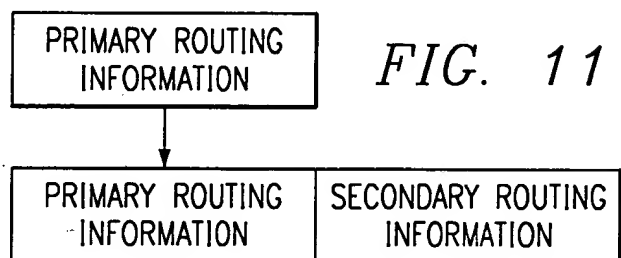 PRIMARY ROUTING
INFORMATION
FIG. 11
PRIMARY ROUTING
INFORMATION
SECONDARY ROUTING
INFORMATION